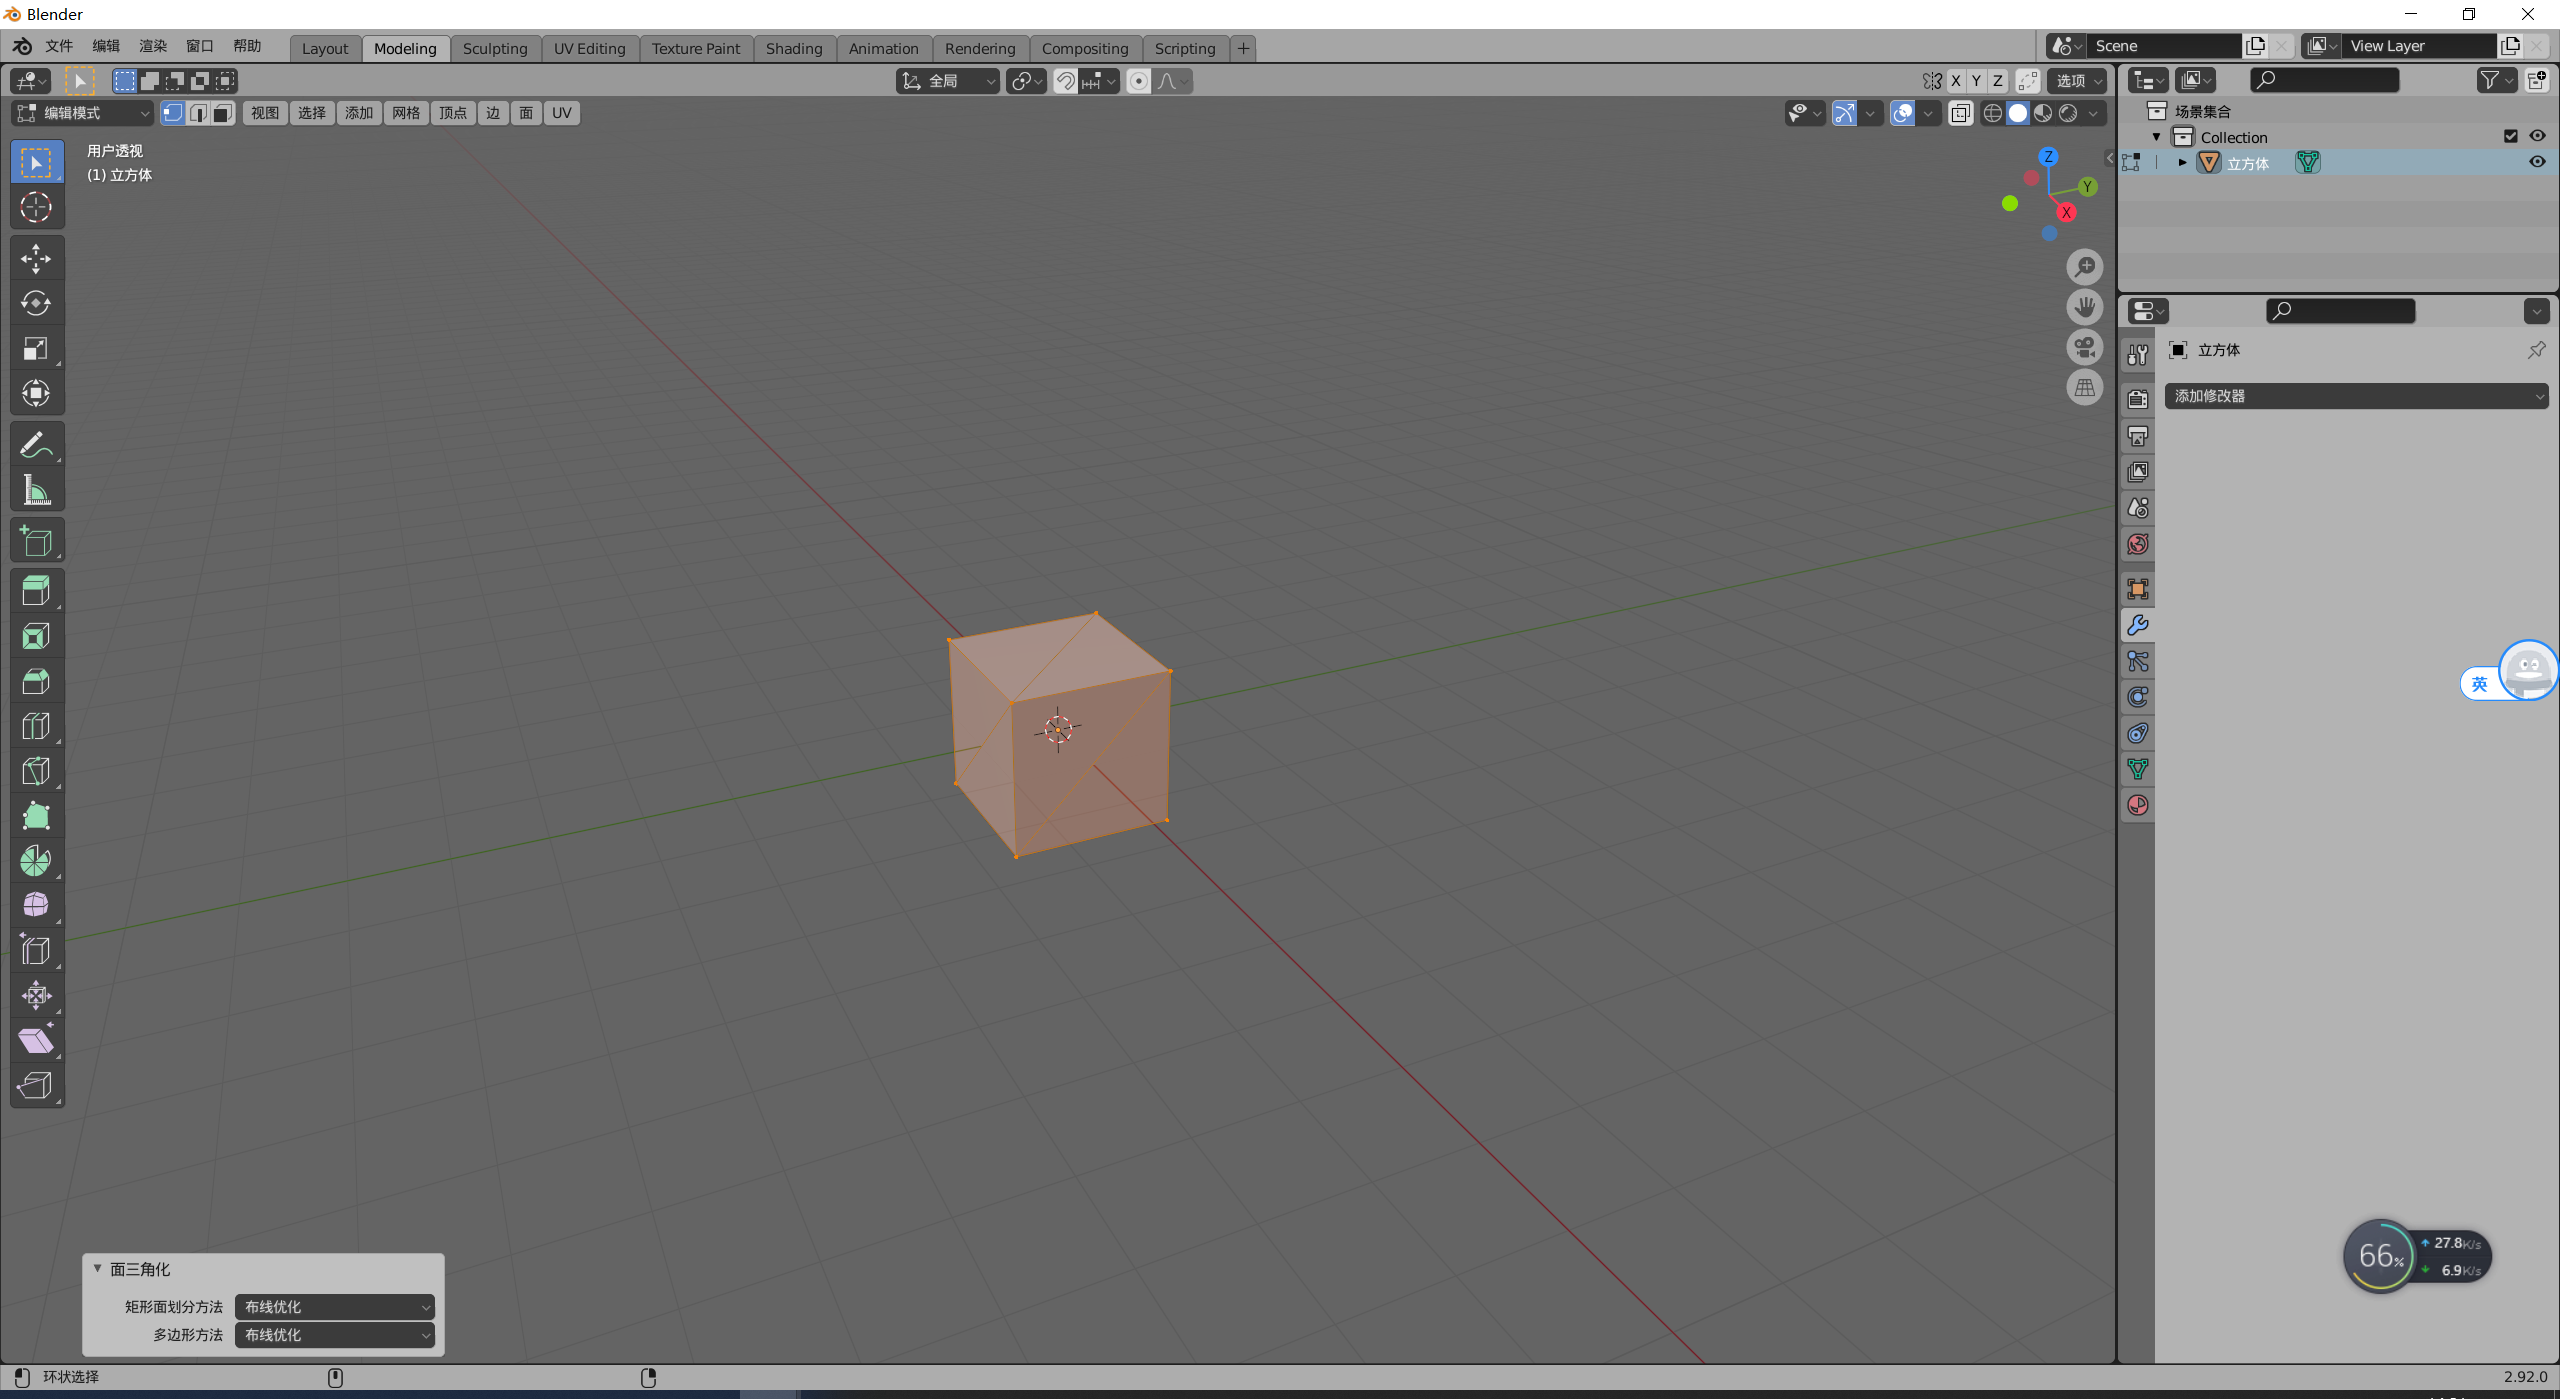 Blender
文件 编辑 渲染 窗口 帮助 Layout Modeling Sculpting UV Editing Texture Paint Shading Animation Rendering Compositing Scripting + Scene View Layer
全局 X Y Z 选项
编辑模式 视图 选择 添加 网格 顶点 边 面 UV
用户透视
(1) 立方体
Z
Y
X
场景集合
Collection
立方体
立方体
添加修改器
英
66%
27.8K/s
6.9K/s
面三角化
矩形面划分方法 布线优化
多边形方法 布线优化
环状选择 2.92.0